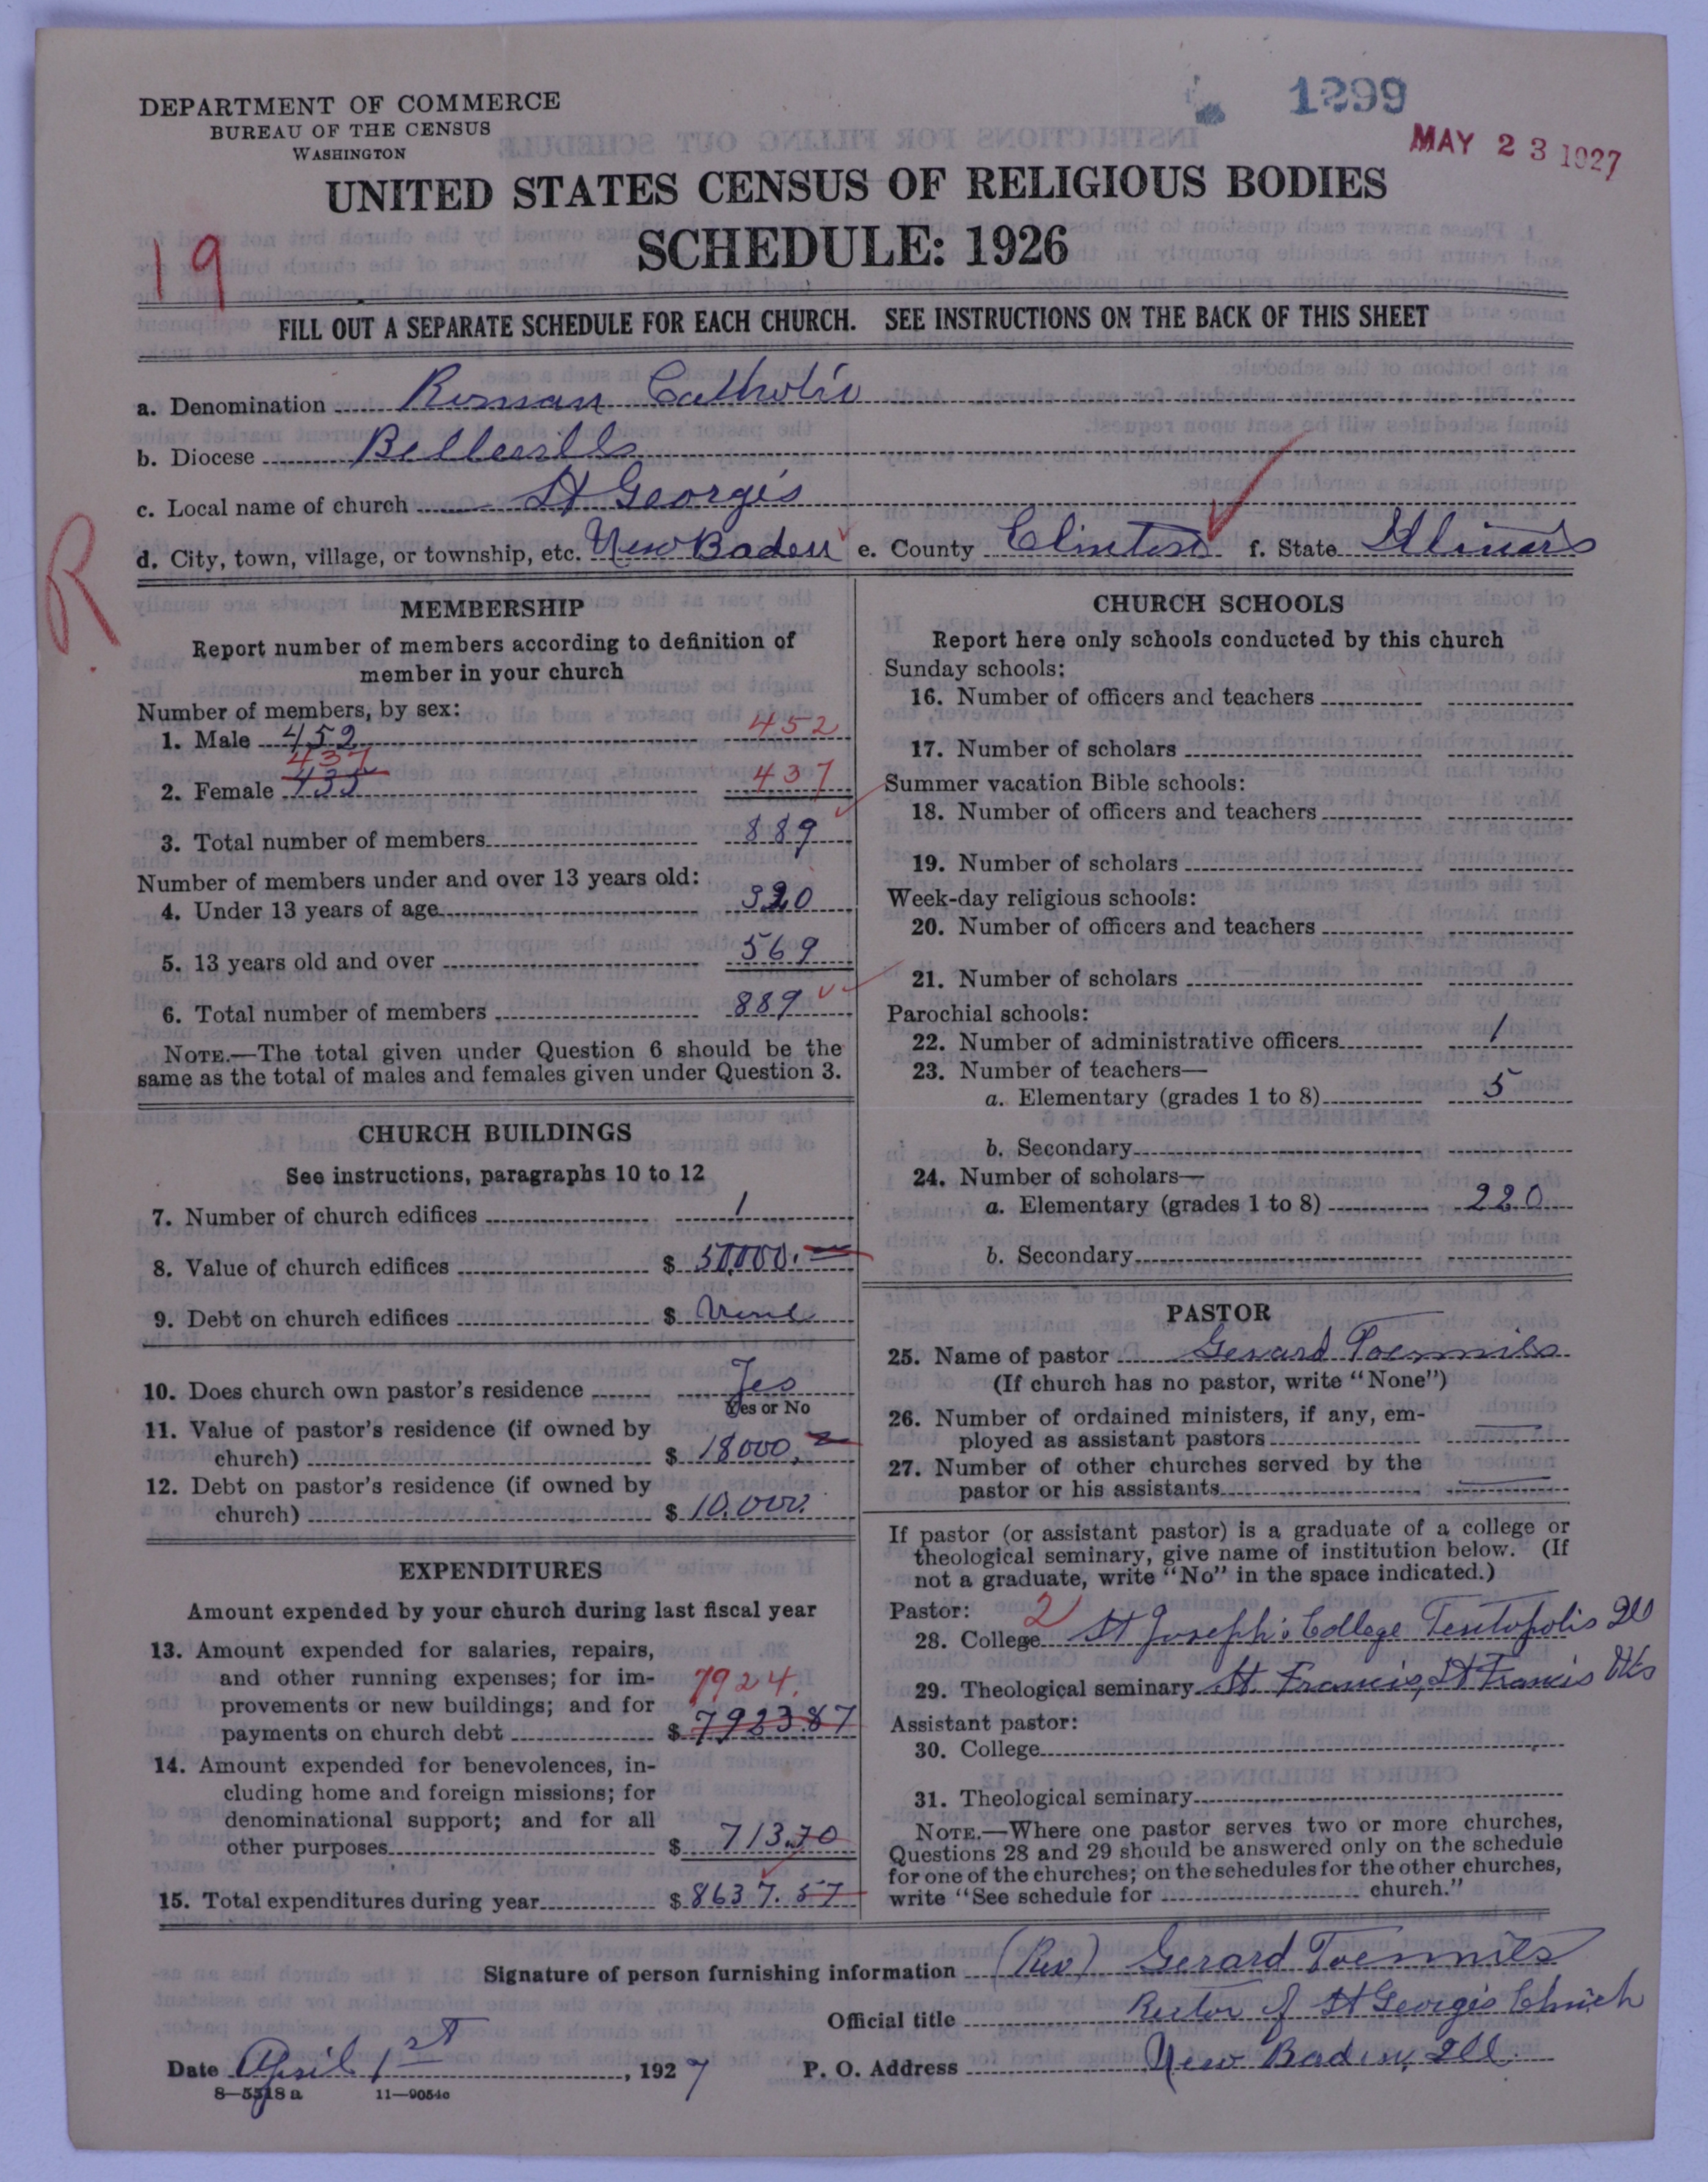 1299
MAY 23 1927
DEPARTMENT OF COMMERCE
BUREAU OF THE CENSUS
WASHINGTON
UNITED STATES CENSUS OF RELIGIOUS BODIES
SCHEDULE: 1926
19
FILL OUT A SEPARATE SCHEDULE FOR EACH CHURCH. SEE INSTRUCTIONS ON THE BACK OF THIS SHEET
a. Denomination Roman Catholic
b. Diocese Belleville
c. Local name of church St George's
d. City, town, village, or township, etc. New Baden e. County Clinton f. State Illinois
R.
MEMBERSHIP
Report number of members according to definition of
member in your church
Number of members, by sex:
1. Male 452 452
437
2. Female 435 437
3. Total number of members 889
Number of members under and over 13 years old:
4. Under 13 years of age 320
5. 13 years old and over 569
6. Total number of members 889
NOTE.—The total given under Question 6 should be the
same as the total of males and females given under Question 3.
CHURCH BUILDINGS
See instructions, paragraphs 10 to 12
7. Number of church edifices 1
8. Value of church edifices $ 50,000.
9. Debt on church edifices $ None
10. Does church own pastor's residence Yes
Yes or No
11. Value of pastor's residence (if owned by
church) $ 18000.
12. Debt on pastor's residence (if owned by
church) $ 10,000.
EXPENDITURES
Amount expended by your church during last fiscal year
13. Amount expended for salaries, repairs,
and other running expenses; for im-
provements or new buildings; and for
7924.
payments on church debt $ 7923.87
14. Amount expended for benevolences, in-
cluding home and foreign missions; for
denominational support; and for all
other purposes $ 713.70
15. Total expenditures during year $ 8637.57
CHURCH SCHOOLS
Report here only schools conducted by this church
Sunday schools:
16. Number of officers and teachers
17. Number of scholars
Summer vacation Bible schools:
18. Number of officers and teachers
19. Number of scholars
Week-day religious schools:
20. Number of officers and teachers
21. Number of scholars
Parochial schools:
22. Number of administrative officers 1
23. Number of teachers—
a. Elementary (grades 1 to 8) 5
b. Secondary
24. Number of scholars—
a. Elementary (grades 1 to 8) 220
b. Secondary
PASTOR
25. Name of pastor Gerard Toennies
(If church has no pastor, write "None")
26. Number of ordained ministers, if any, em-
ployed as assistant pastors
27. Number of other churches served by the
pastor or his assistants
If pastor (or assistant pastor) is a graduate of a college or
theological seminary, give name of institution below. (If
not a graduate, write "No" in the space indicated.)
Pastor: 2
28. College St Joseph's College Teutopolis Ill
29. Theological seminary St Francis, St Francis Wis
Assistant pastor:
30. College
31. Theological seminary
NOTE.—Where one pastor serves two or more churches,
Questions 28 and 29 should be answered only on the schedule
for one of the churches; on the schedules for the other churches,
write "See schedule for church."
Signature of person furnishing information (Rev) Gerard Toennies
Official title Rector of St George's Church
Date April 1st, 1927 P. O. Address New Baden, Ill.
8—5518a 11—9054c